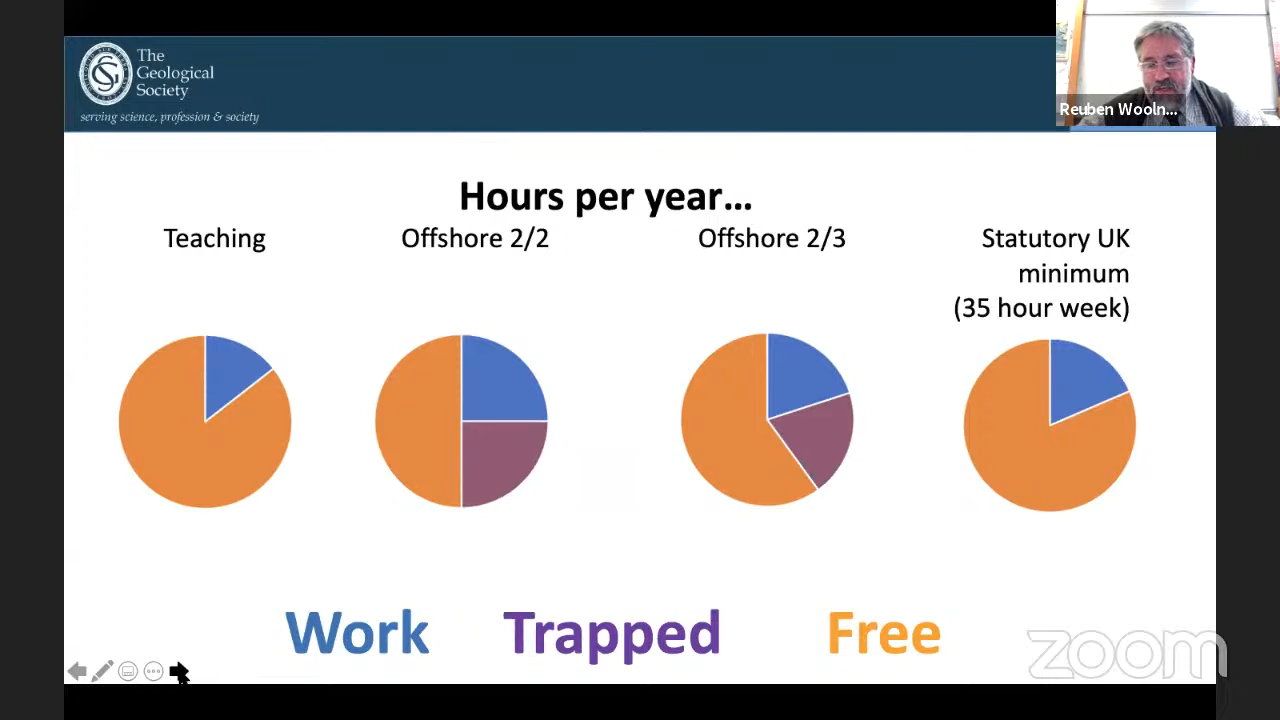 The
Geological
Society
serving science, profession & society
Reuben Wooln...
Hours per year...
Teaching
Offshore 2/2
Offshore 2/3
Statutory UK
minimum
(35 hour week)
Work
Trapped
Free
zoom